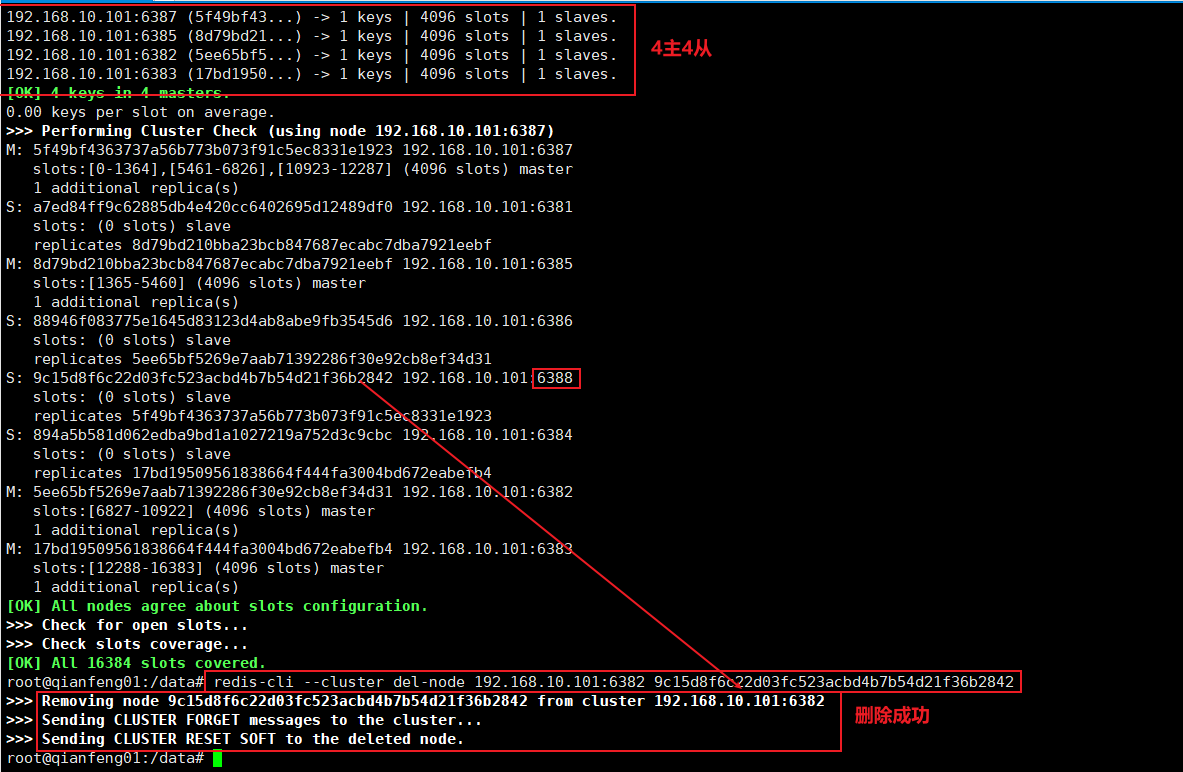 192.168.10.101:6387 (5f49bf43...) -> 1 keys | 4096 slots | 1 slaves.
192.168.10.101:6385 (8d79bd21...) -> 1 keys | 4096 slots | 1 slaves.
192.168.10.101:6382 (5ee65bf5...) -> 1 keys | 4096 slots | 1 slaves.
192.168.10.101:6383 (17bd1950...) -> 1 keys | 4096 slots | 1 slaves.
4主4从
[OK] 4 keys in 4 masters.
0.00 keys per slot on average.
>>> Performing Cluster Check (using node 192.168.10.101:6387)
M: 5f49bf4363737a56b773b073f91c5ec8331e1923 192.168.10.101:6387
   slots:[0-1364],[5461-6826],[10923-12287] (4096 slots) master
   1 additional replica(s)
S: a7ed84ff9c62885db4e420cc6402695d12489df0 192.168.10.101:6381
   slots: (0 slots) slave
   replicates 8d79bd210bba23bcb847687ecabc7dba7921eebf
M: 8d79bd210bba23bcb847687ecabc7dba7921eebf 192.168.10.101:6385
   slots:[1365-5460] (4096 slots) master
   1 additional replica(s)
S: 88946f083775e1645d83123d4ab8abe9fb3545d6 192.168.10.101:6386
   slots: (0 slots) slave
   replicates 5ee65bf5269e7aab71392286f30e92cb8ef34d31
S: 9c15d8f6c22d03fc523acbd4b7b54d21f36b2842 192.168.10.101:6388
   slots: (0 slots) slave
   replicates 5f49bf4363737a56b773b073f91c5ec8331e1923
S: 894a5b581d062edba9bd1a1027219a752d3c9cbc 192.168.10.101:6384
   slots: (0 slots) slave
   replicates 17bd19509561838664f444fa3004bd672eabefb4
M: 5ee65bf5269e7aab71392286f30e92cb8ef34d31 192.168.10.101:6382
   slots:[6827-10922] (4096 slots) master
   1 additional replica(s)
M: 17bd19509561838664f444fa3004bd672eabefb4 192.168.10.101:6383
   slots:[12288-16383] (4096 slots) master
   1 additional replica(s)
[OK] All nodes agree about slots configuration.
>>> Check for open slots...
>>> Check slots coverage...
[OK] All 16384 slots covered.
root@qianfeng01:/data# redis-cli --cluster del-node 192.168.10.101:6382 9c15d8f6c22d03fc523acbd4b7b54d21f36b2842
>>> Removing node 9c15d8f6c22d03fc523acbd4b7b54d21f36b2842 from cluster 192.168.10.101:6382
>>> Sending CLUSTER FORGET messages to the cluster...
删除成功
>>> Sending CLUSTER RESET SOFT to the deleted node.
root@qianfeng01:/data#